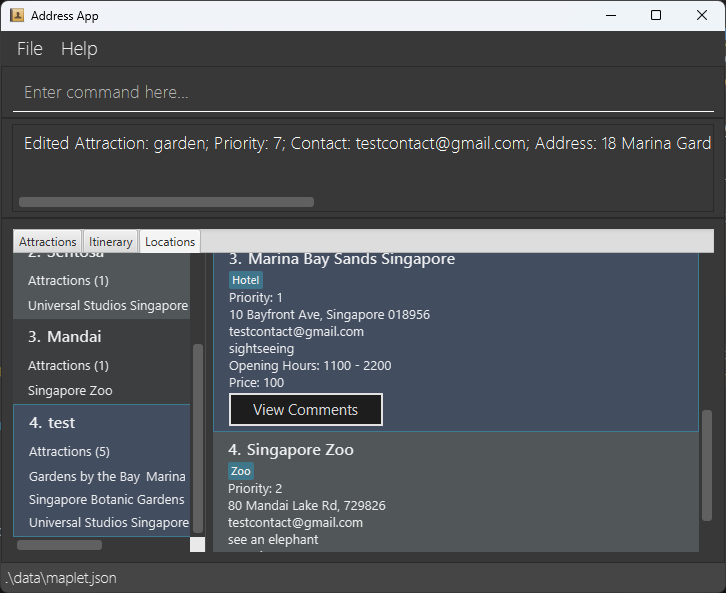 Address App
File Help
Enter command here...
Edited Attraction: garden; Priority: 7; Contact: testcontact@gmail.com; Address: 18 Marina Gard
Attractions Itinerary Locations
2. Sentosa
Attractions (1)
Universal Studios Singapore
3. Mandai
Attractions (1)
Singapore Zoo
4. test
Attractions (5)
Gardens by the Bay Marina
Singapore Botanic Gardens
Universal Studios Singapore
3. Marina Bay Sands Singapore
Hotel
Priority: 1
10 Bayfront Ave, Singapore 018956
testcontact@gmail.com
sightseeing
Opening Hours: 1100 - 2200
Price: 100
View Comments
4. Singapore Zoo
Zoo
Priority: 2
80 Mandai Lake Rd, 729826
testcontact@gmail.com
see an elephant
.\data\maplet.json